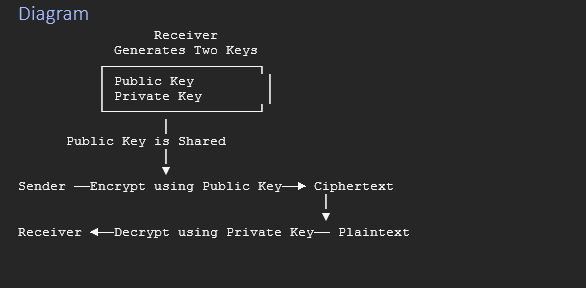 Diagram
Receiver
Generates Two Keys
Public Key
Private Key
Public Key is Shared
Sender Encrypt using Public Key Ciphertext
Receiver Decrypt using Private Key Plaintext